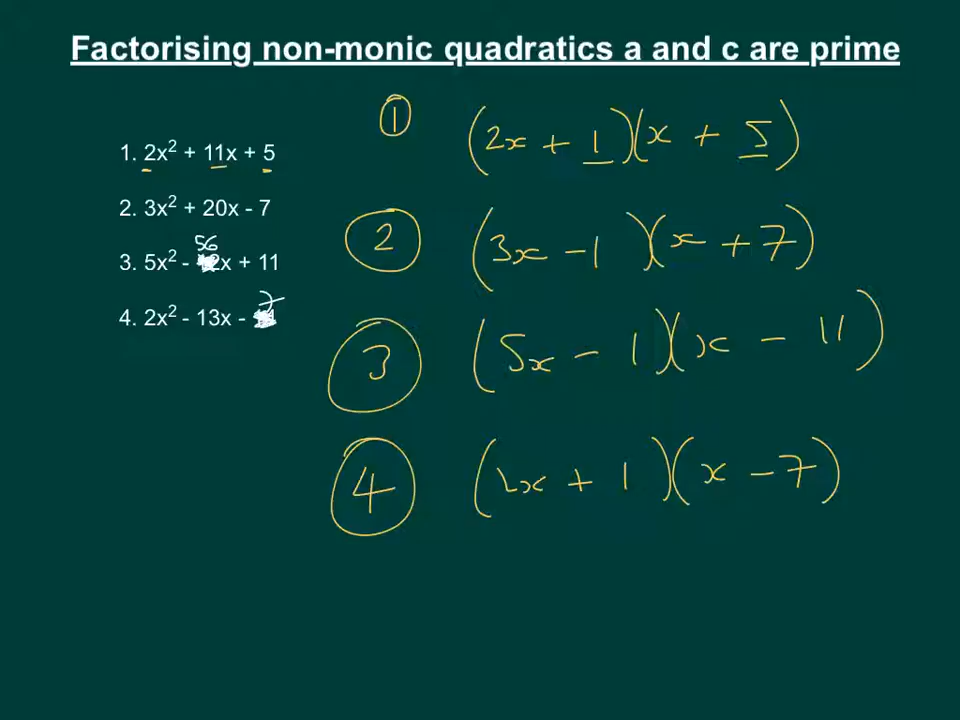 Factorising non-monic quadratics a and c are prime
1. 2x² + 11x + 5
2. 3x² + 20x - 7
3. 5x² - 56x + 11
4. 2x² - 13x - 7
1 (2x + 1)(x + 5)
2 (3x - 1)(x + 7)
3 (5x - 1)(x - 11)
4 (2x + 1)(x - 7)